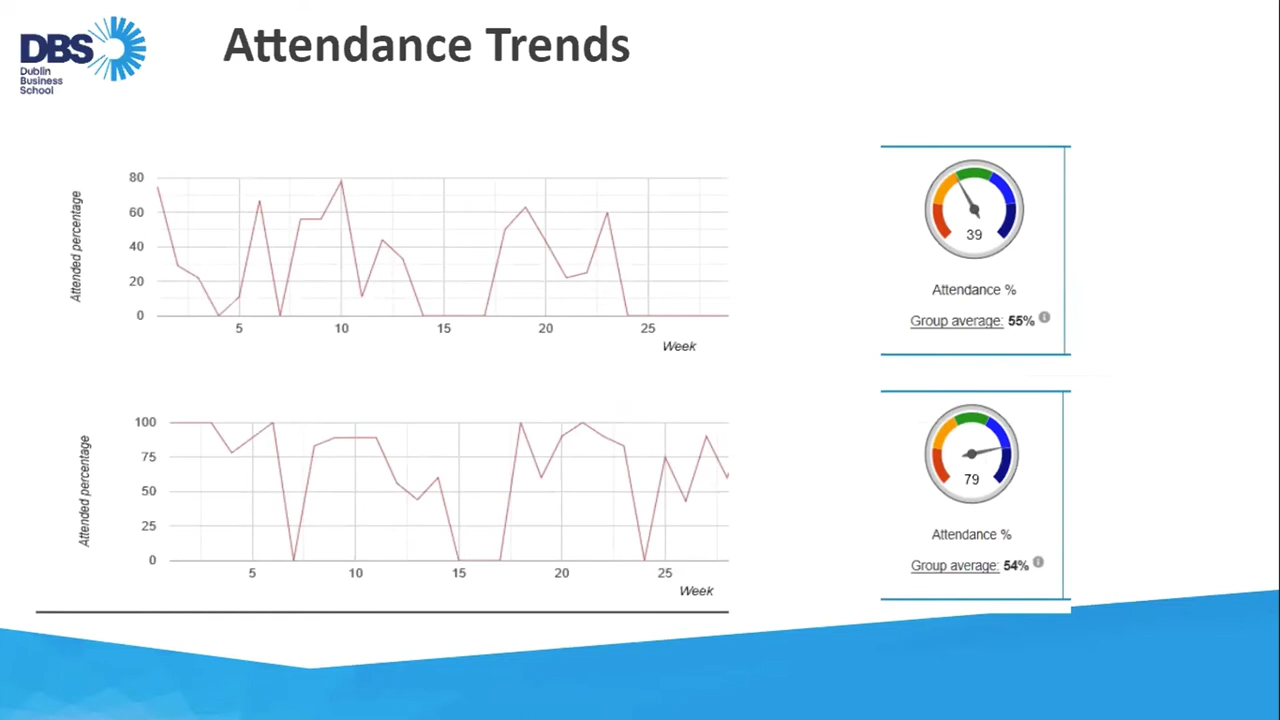 DBS
Dublin
Business
School
Attendance Trends
Attended percentage
80
60
40
20
0
5 10 15 20 25
Week
39
Attendance %
Group average: 55% i
Attended percentage
100
75
50
25
0
5 10 15 20 25
Week
79
Attendance %
Group average: 54% i